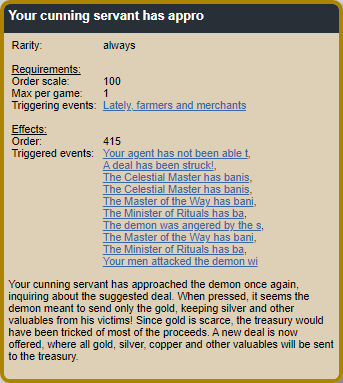 Your cunning servant has appro
Rarity: always
Requirements:
Order scale: 100
Max per game: 1
Triggering events: Lately, farmers and merchants
Effects:
Order: 415
Triggered events: Your agent has not been able t,
A deal has been struck!,
The Celestial Master has banis,
The Celestial Master has banis,
The Master of the Way has bani,
The Minister of Rituals has ba,
The demon was angered by the s,
The Master of the Way has bani,
The Minister of Rituals has ba,
Your men attacked the demon wi
Your cunning servant has approached the demon once again,
inquiring about the suggested deal. When pressed, it seems the
demon meant to send only the gold, keeping silver and other
valuables from his victims! Since gold is scarce, the treasury would
have been tricked of most of the proceeds. A new deal is now
offered, where all gold, silver, copper and other valuables will be sent
to the treasury.